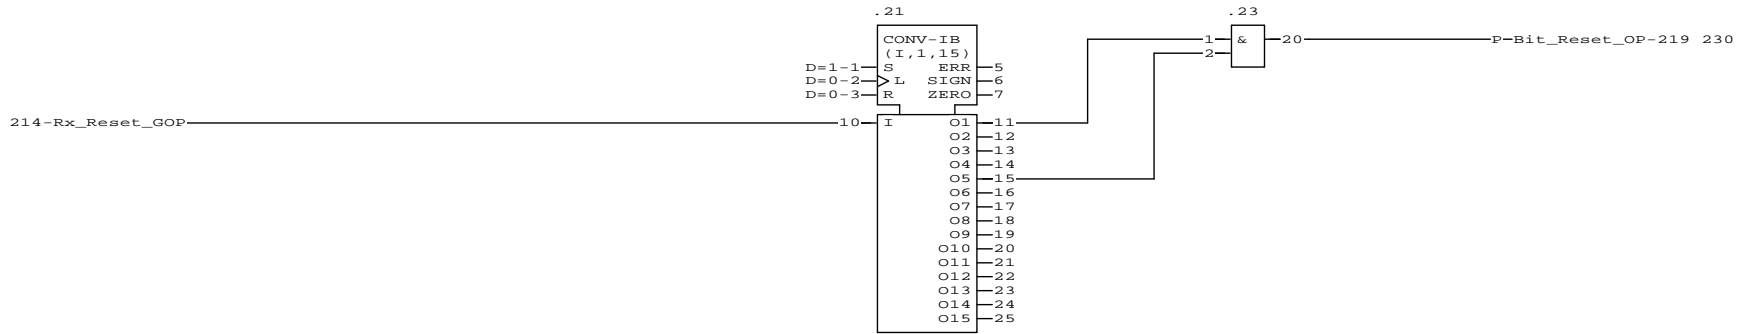 .21 .23
CONV-IB 1 & 20 P-Bit_Reset_OP-219 230
(I,1,15) 2
D=1-1 S ERR 5
D=0-2 L SIGN 6
D=0-3 R ZERO 7
214-Rx_Reset_GOP 10 I O1 11
O2 12
O3 13
O4 14
O5 15
O6 16
O7 17
O8 18
O9 19
O10 20
O11 21
O12 22
O13 23
O14 24
O15 25